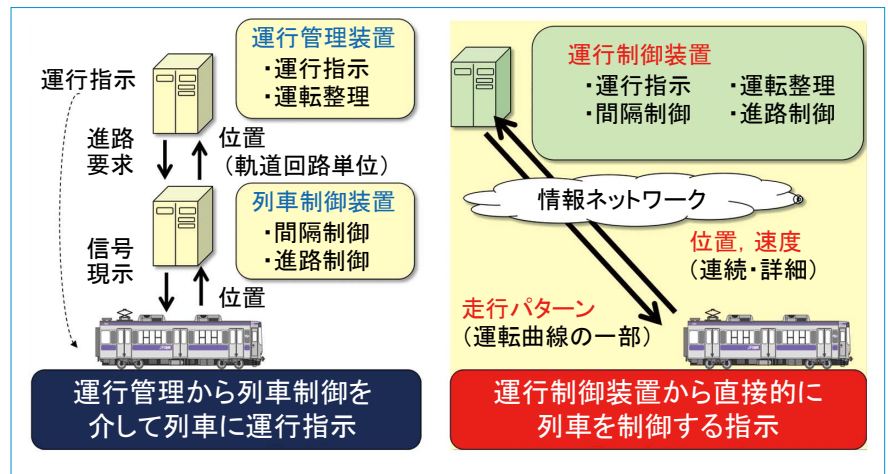 運行管理装置
・運行指示
・運転整理
運行指示
進路
要求
位置
(軌道回路単位)
列車制御装置
・間隔制御
・進路制御
信号
現示
位置
運行管理から列車制御を
介して列車に運行指示
運行制御装置
・運行指示 ・運転整理
・間隔制御 ・進路制御
情報ネットワーク
位置, 速度
(連続・詳細)
走行パターン
(運転曲線の一部)
運行制御装置から直接的に
列車を制御する指示